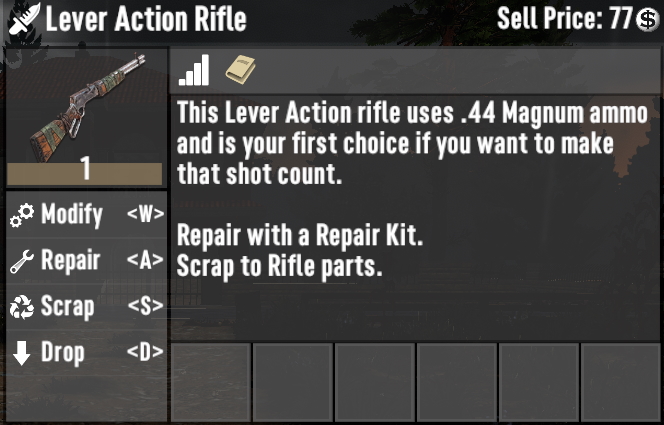 Lever Action Rifle
Sell Price: 77
This Lever Action rifle uses .44 Magnum ammo
and is your first choice if you want to make
that shot count.
Repair with a Repair Kit.
Scrap to Rifle parts.
1
Modify <W>
Repair <A>
Scrap <S>
Drop <D>